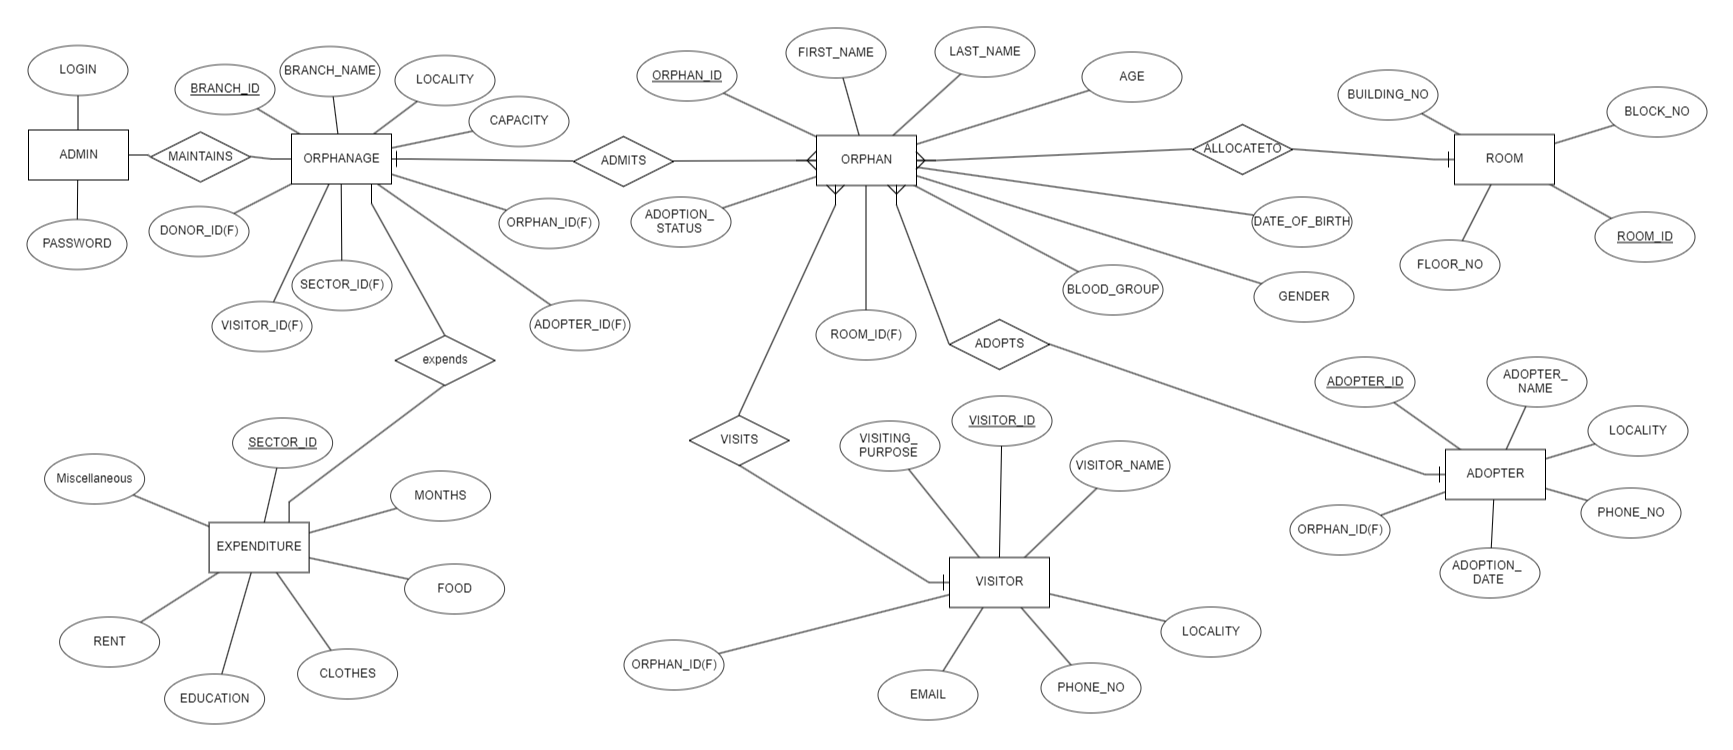 LOGIN
ADMIN
PASSWORD
MAINTAINS
BRANCH_ID
BRANCH_NAME
LOCALITY
CAPACITY
ORPHANAGE
DONOR_ID(F)
VISITOR_ID(F)
SECTOR_ID(F)
ORPHAN_ID(F)
ADOPTER_ID(F)
ADMITS
ORPHAN_ID
FIRST_NAME
LAST_NAME
AGE
ORPHAN
ADOPTION_
STATUS
ROOM_ID(F)
BLOOD_GROUP
DATE_OF_BIRTH
GENDER
ALLOCATETO
BUILDING_NO
BLOCK_NO
ROOM
FLOOR_NO
ROOM_ID
expends
SECTOR_ID
Miscellaneous
MONTHS
EXPENDITURE
FOOD
RENT
EDUCATION
CLOTHES
VISITS
VISITING_
PURPOSE
VISITOR_ID
VISITOR_NAME
VISITOR
ORPHAN_ID(F)
EMAIL
PHONE_NO
LOCALITY
ADOPTS
ADOPTER_ID
ADOPTER_
NAME
LOCALITY
ADOPTER
PHONE_NO
ORPHAN_ID(F)
ADOPTION_
DATE